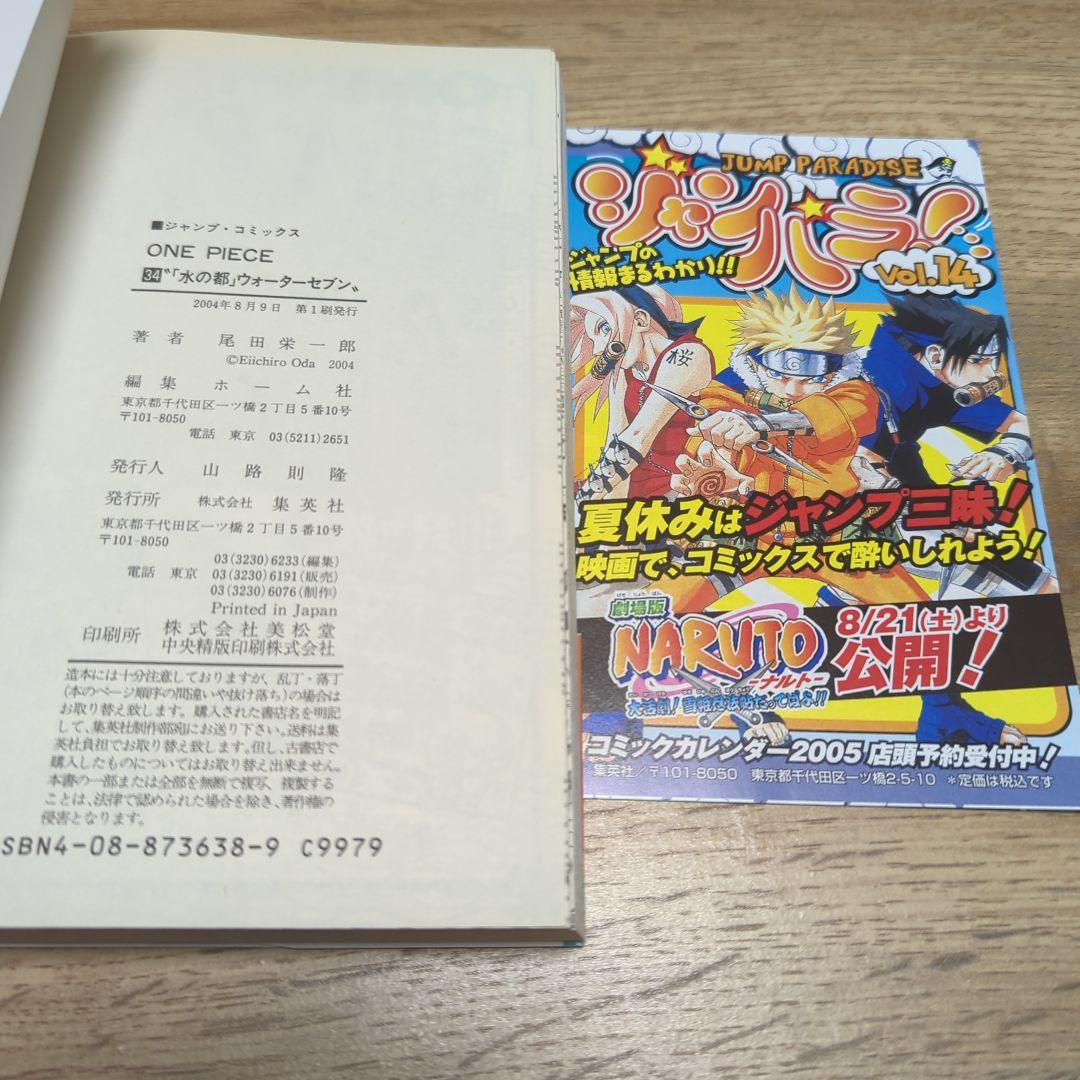 ■ジャンプ・コミックス
ONE PIECE
34〝「水の都」ウォーターセブン〟
2004年8月9日 第1刷発行
著者 尾田栄一郎
©Eiichiro Oda 2004
編集 ホーム社
東京都千代田区一ツ橋2丁目5番10号
〒101-8050
電話 東京 03(5211)2651
発行人 山路則隆
発行所 株式会社 集英社
東京都千代田区一ツ橋2丁目5番10号
〒101-8050
03(3230)6233(編集)
電話 東京 03(3230)6191(販売)
03(3230)6076(制作)
Printed in Japan
印刷所 株式会社美松堂
中央精版印刷株式会社
造本には十分注意しておりますが、乱丁・落丁
(本のページ順序の間違いや抜け落ち)の場合は
お取り替え致します。購入された書店名を明記
して、集英社制作部宛にお送り下さい。送料は集
英社負担でお取り替え致します。但し、古書店で
購入したものについてはお取り替え出来ません。
本書の一部または全部を無断で複写、複製する
ことは、法律で認められた場合を除き、著作権の
侵害となります。
SBN4-08-873638-9 C9979
JUMP PARADISE
ジャンパラ!
vol.14
ジャンプの
情報まるわかり!!
桜
夏休みはジャンプ三昧!
映画で、コミックスで酔いしれよう!
劇場版
げきじょうばん
NARUTO
-ナルト-
大活劇!雪姫忍法帖だってばよ!!
8/21(土)より
公開!
コミックカレンダー2005 店頭予約受付中!
集英社/〒101-8050 東京都千代田区一ツ橋2-5-10 *定価は税込です